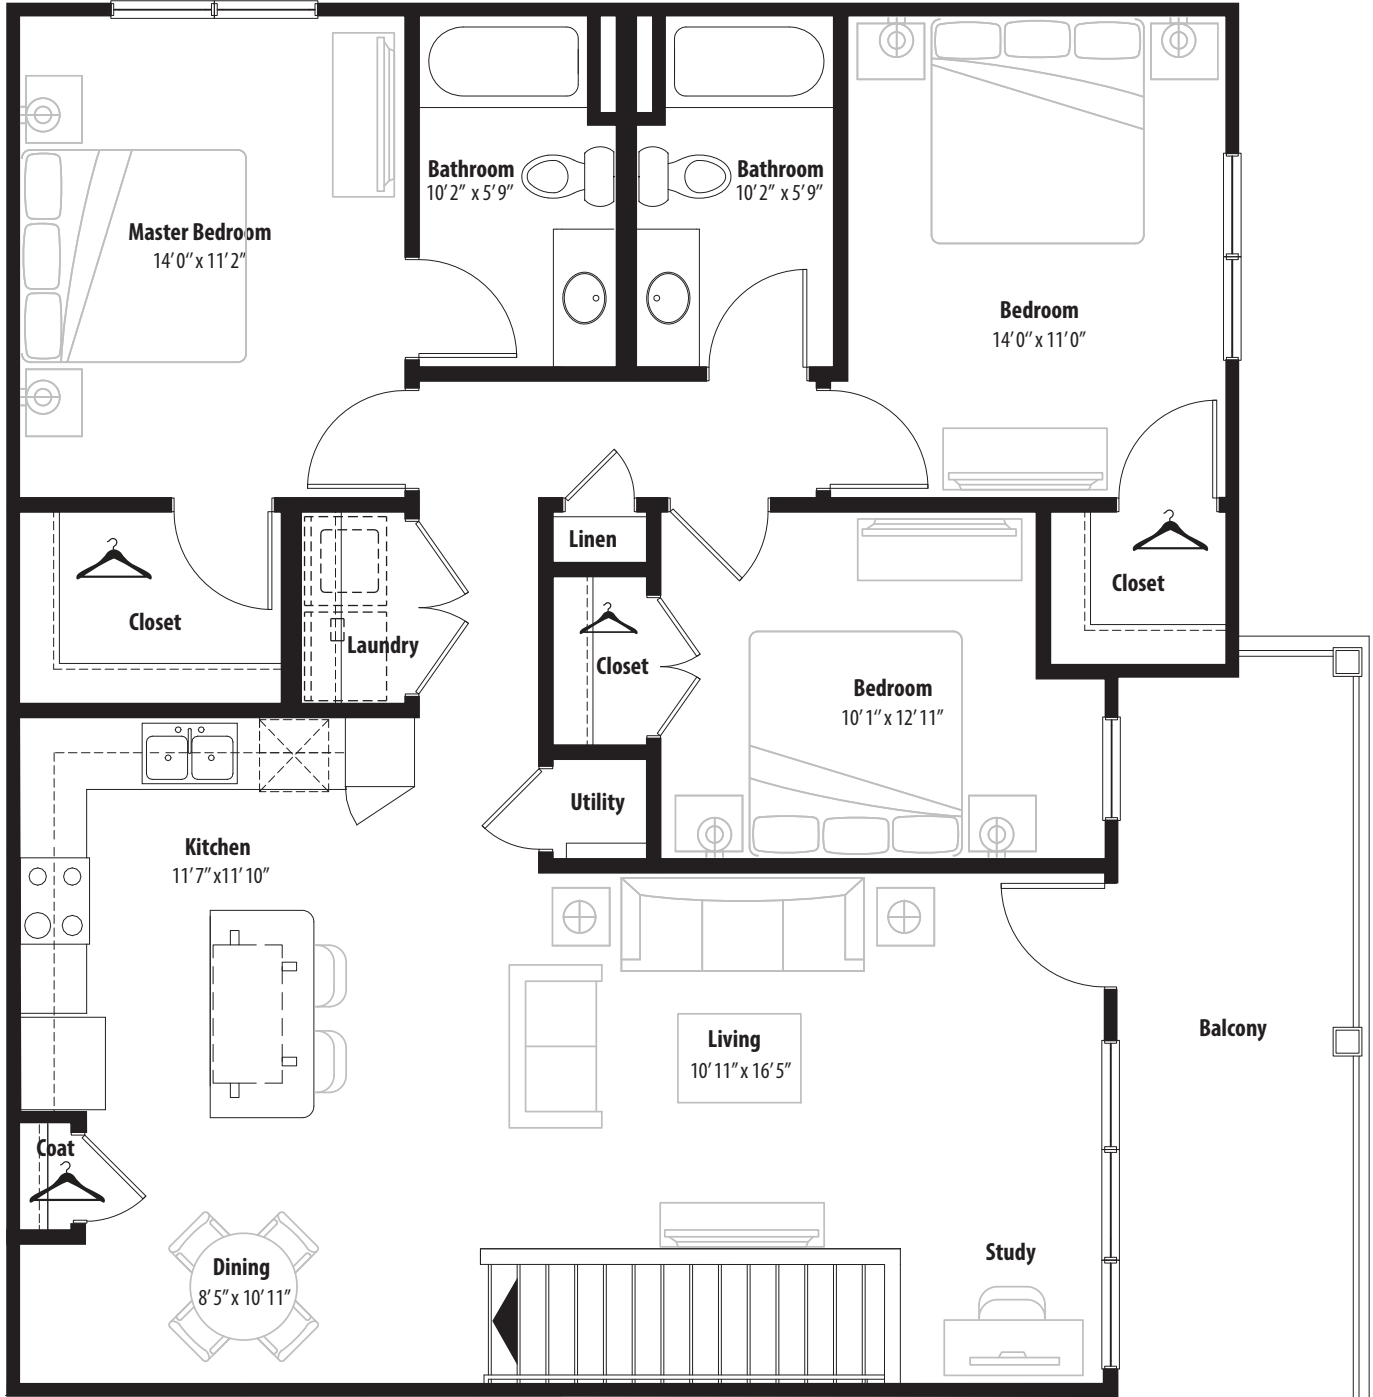 Bathroom
10'2" x 5'9"
Bathroom
10'2" x 5'9"
Master Bedroom
14'0" x 11'2"
Bedroom
14'0" x 11'0"
Linen
Closet
Closet
Laundry
Closet
Bedroom
10'1" x 12'11"
Utility
Kitchen
11'7" x11'10"
Living
10'11" x 16'5"
Balcony
Coat
Study
Dining
8'5" x 10'11"